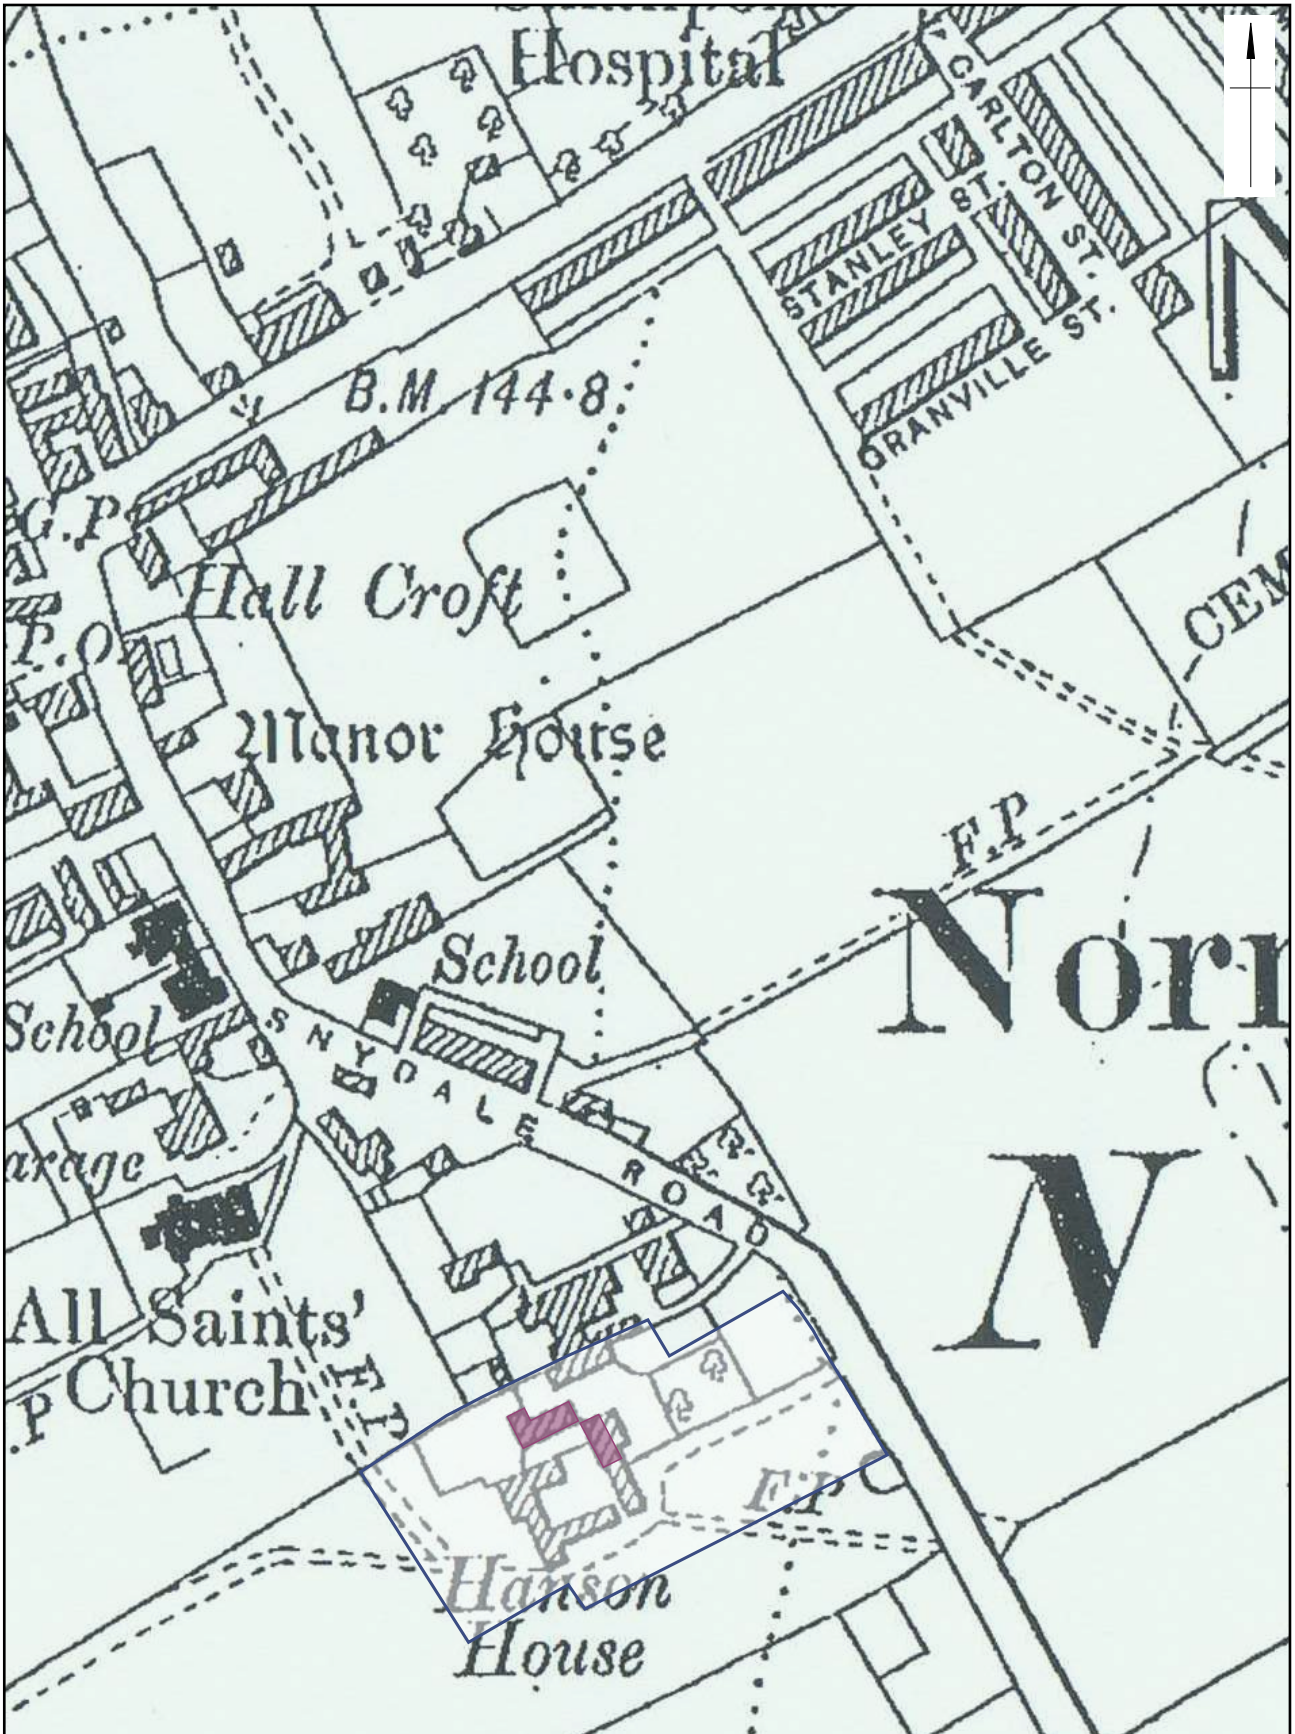 Hospital
CARLTON ST.
STANLEY ST.
GRANVILLE ST.
B.M. 144·8
G.P.
Hall Croft
P.O.
CEM
Manor House
F.P
Norr
School
School
SNYDALE ROAD
arage
N
All Saints'
Church
F.P
.P
F.P
Hanson
House